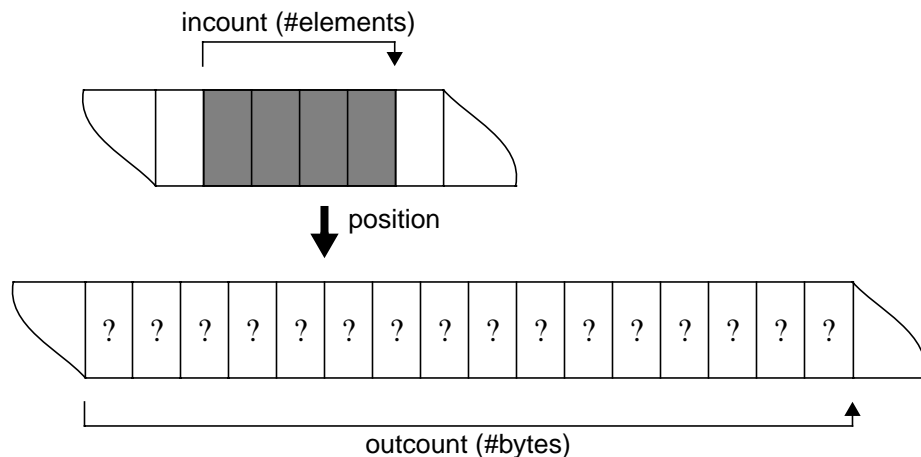 incount (#elements)
position
? ? ? ? ? ? ? ? ? ? ? ? ? ? ? ?
outcount (#bytes)